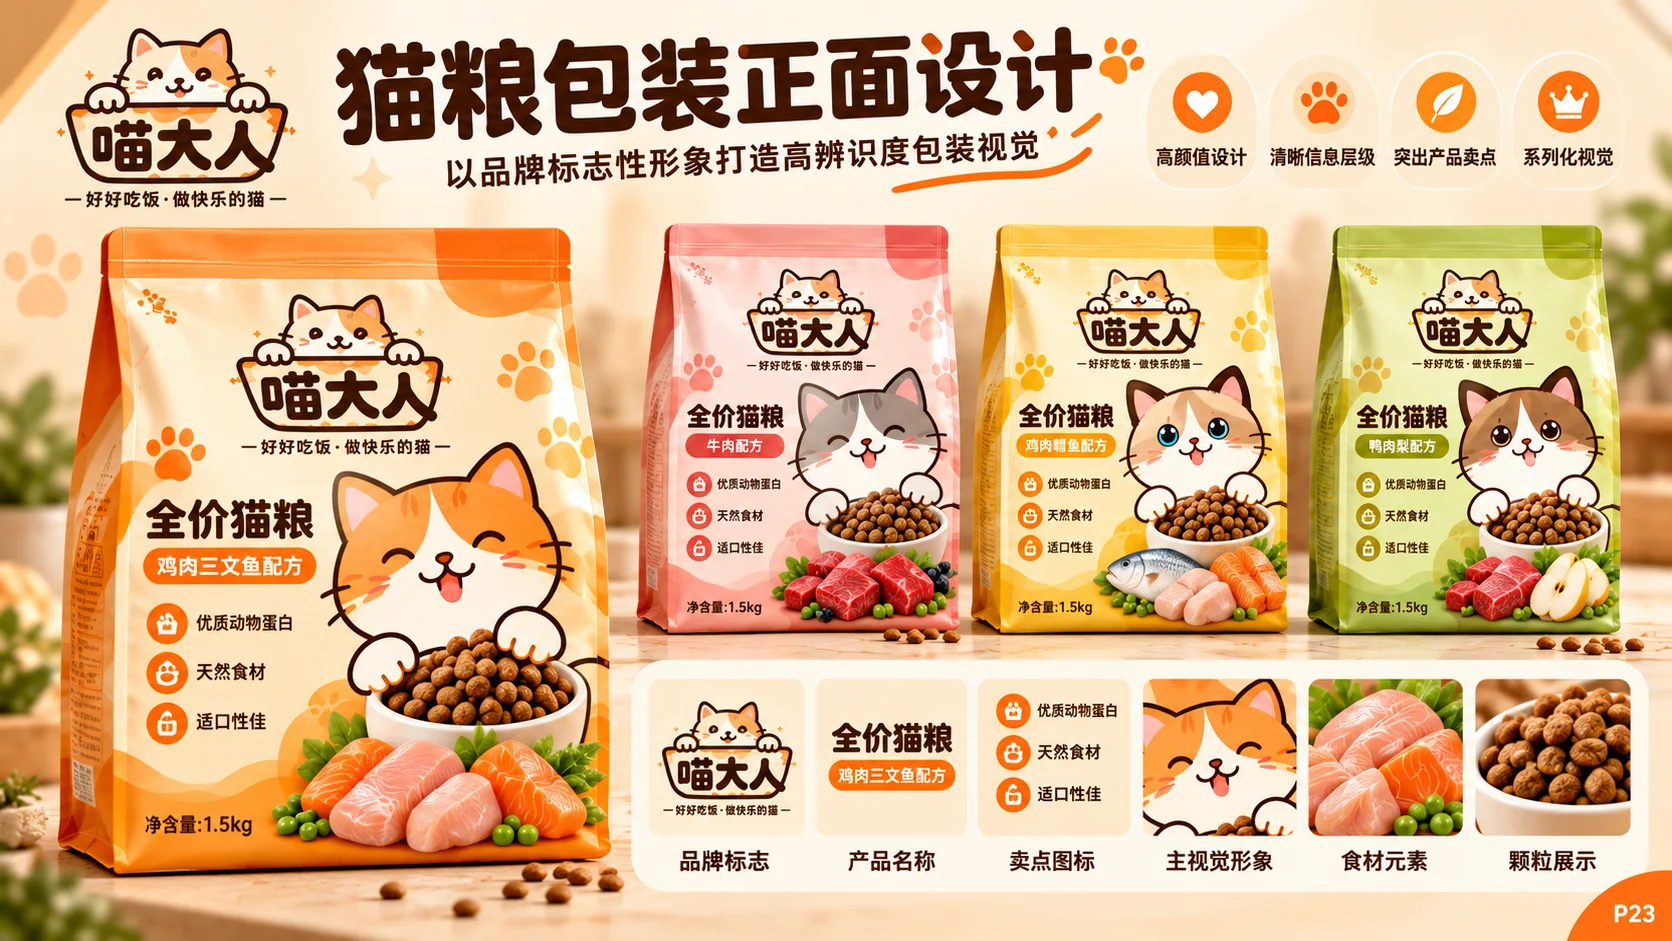 喵大人
好好吃饭·做快乐的猫
猫粮包装正面设计
以品牌标志性形象打造高辨识度包装视觉
高颜值设计
清晰信息层级
突出产品卖点
系列化视觉
喵大人
好好吃饭·做快乐的猫
全价猫粮
鸡肉三文鱼配方
优质动物蛋白
天然食材
适口性佳
净含量:1.5kg
喵大人
好好吃饭·做快乐的猫
全价猫粮
牛肉配方
优质动物蛋白
天然食材
适口性佳
净含量:1.5kg
喵大人
好好吃饭·做快乐的猫
全价猫粮
优质动物蛋白
天然食材
适口性佳
净含量:1.5kg
喵大人
好好吃饭·做快乐的猫
全价猫粮
鸭肉梨配方
优质动物蛋白
天然食材
适口性佳
净含量:1.5kg
喵大人
好好吃饭·做快乐的猫
品牌标志
全价猫粮
鸡肉三文鱼配方
产品名称
优质动物蛋白
天然食材
适口性佳
卖点图标
主视觉形象
食材元素
颗粒展示
P23